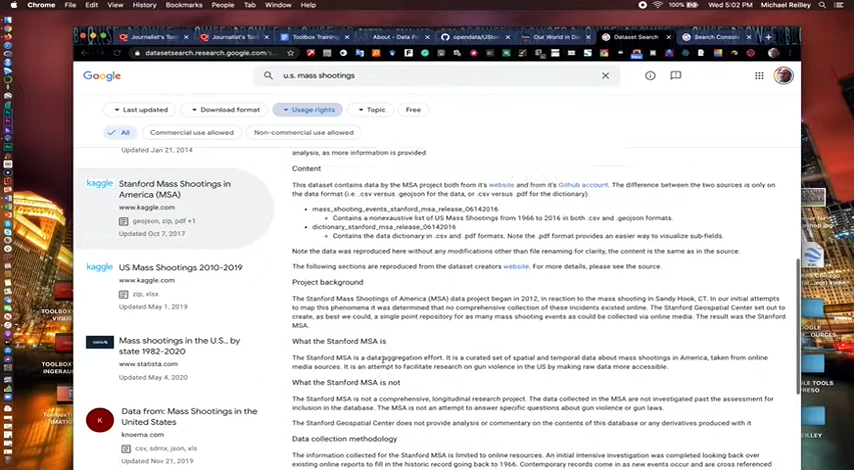 Chrome File Edit View History Bookmarks People Tab Window Help
100% Wed 5:02 PM Michael Reilley
Journalist's Tool Journalist's Tool Toolbox Training About - Data Po opendata/USlon Our World in Da Dataset Search Search Console
datasetsearch.research.google.com/s
Google
u.s. mass shootings
Last updated Download format Usage rights Topic Free
All Commercial use allowed Non-commercial use allowed
Updated Jan 21, 2014
kaggle
Stanford Mass Shootings in
America (MSA)
www.kaggle.com
geojson, zip, pdf +1
Updated Oct 7, 2017
kaggle
US Mass Shootings 2010-2019
www.kaggle.com
zip, xlsx
Updated May 1, 2019
Mass shootings in the U.S., by
state 1982-2020
www.statista.com
Updated May 4, 2020
K
Data from: Mass Shootings in the
United States
knoema.com
csv, sdmx, json, xls
Updated Nov 21, 2019
analysis, as more information is provided
Content
This dataset contains data by the MSA project both from it's website and from it's Github account. The difference between the two sources is only on
the data format (i.e. .csv versus .geojson for the data, or .csv versus .pdf for the dictionary).
• mass_shooting_events_stanford_msa_release_06142016
◦ Contains a nonexaustive list of US Mass Shootings from 1966 to 2016 in both .csv and .geojson formats.
• dictionary_stanford_msa_release_06142016
◦ Contains the data dictionary in .csv and .pdf formats. Note the .pdf format provides an easier way to visualize sub-fields.
Note the data was reproduced here without any modifications other than file renaming for clarity, the content is the same as in the source.
The following sections are reproduced from the dataset creators website. For more details, please see the source.
Project background
The Stanford Mass Shootings of America (MSA) data project began in 2012, in reaction to the mass shooting in Sandy Hook, CT. In our initial attempts
to map this phenomena it was determined that no comprehensive collection of these incidents existed online. The Stanford Geospatial Center set out to
create, as best we could, a single point repository for as many mass shooting events as could be collected via online media. The result was the Stanford
MSA.
What the Stanford MSA is
The Stanford MSA is a data aggregation effort. It is a curated set of spatial and temporal data about mass shootings in America, taken from online
media sources. It is an attempt to facilitate research on gun violence in the US by making raw data more accessible.
What the Stanford MSA is not
The Stanford MSA is not a comprehensive, longitudinal research project. The data collected in the MSA are not investigated past the assessment for
inclusion in the database. The MSA is not an attempt to answer specific questions about gun violence or gun laws.
The Stanford Geospatial Center does not provide analysis or commentary on the contents of this database or any derivatives produced with it
Data collection methodology
The information collected for the Stanford MSA is limited to online resources. An initial intensive investigation was completed looking back over
existing online reports to fill in the historic record going back to 1966. Contemporary records come in as new events occur and are cross referenced